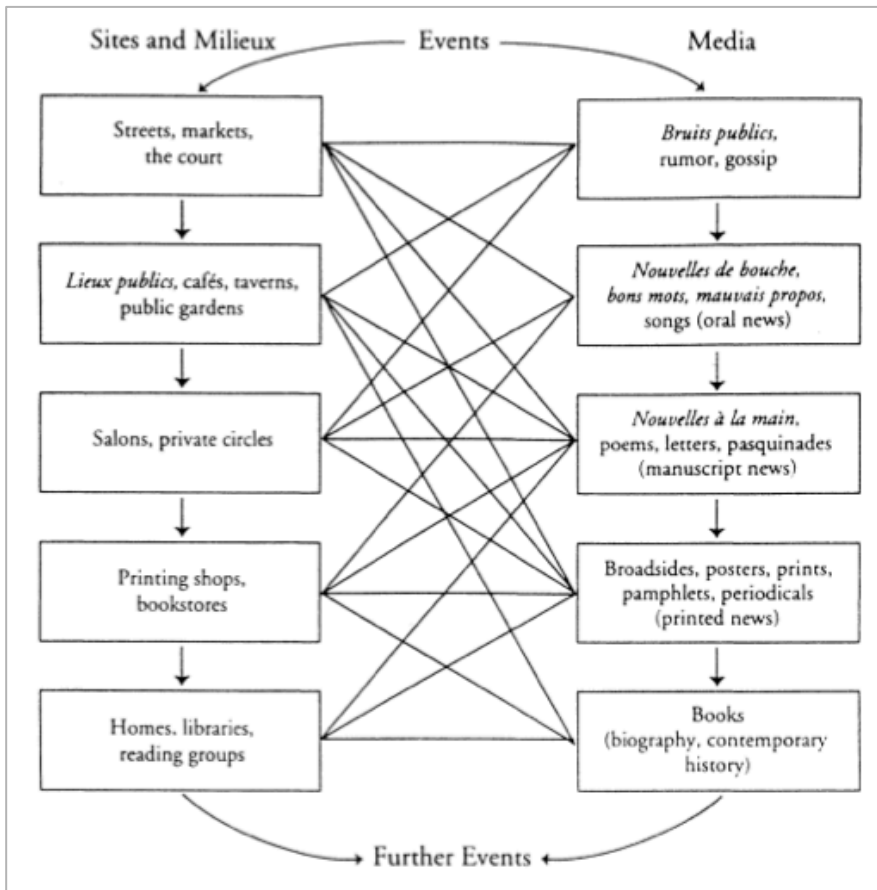 Sites and Milieux
Events
Media
Streets, markets,
the court
Bruits publics,
rumor, gossip
Lieux publics, cafés, taverns,
public gardens
Nouvelles de bouche,
bons mots, mauvais propos,
songs (oral news)
Salons, private circles
Nouvelles à la main,
poems, letters, pasquinades
(manuscript news)
Printing shops,
bookstores
Broadsides, posters, prints,
pamphlets, periodicals
(printed news)
Homes. libraries,
reading groups
Books
(biography, contemporary
history)
Further Events